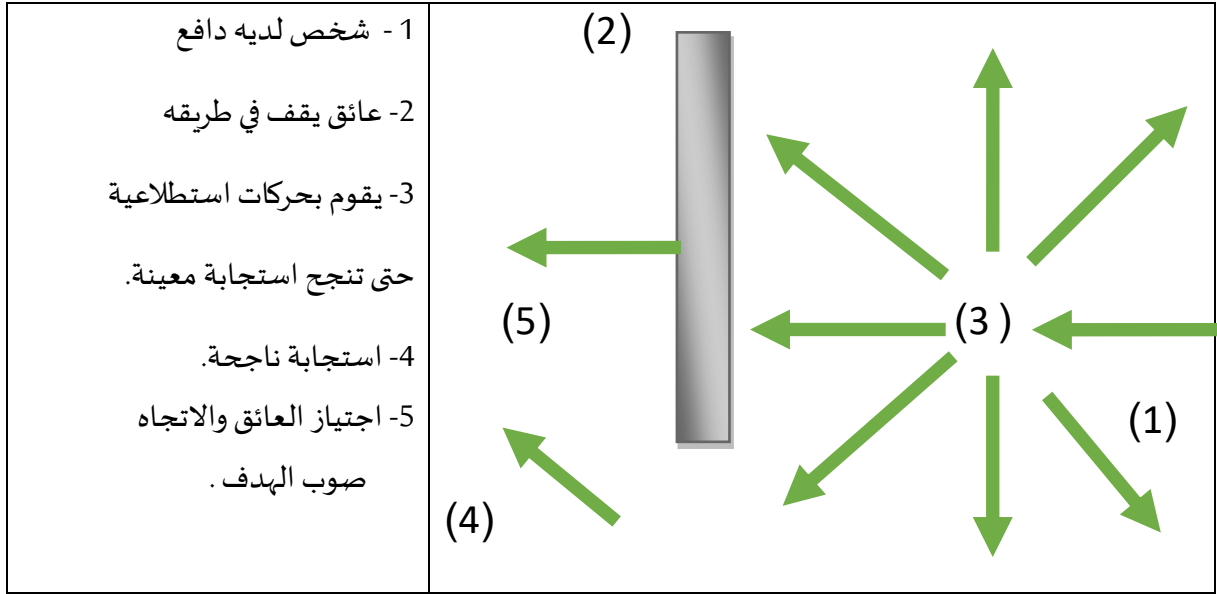 1 - شخص لديه دافع
2- عائق يقف في طريقه
3- يقوم بحركات استطلاعية
حتى تنجح استجابة معينة.
4- استجابة ناجحة.
5- اجتياز العائق والاتجاه
صوب الهدف .
(2)
(3 )
(5)
(1)
(4)